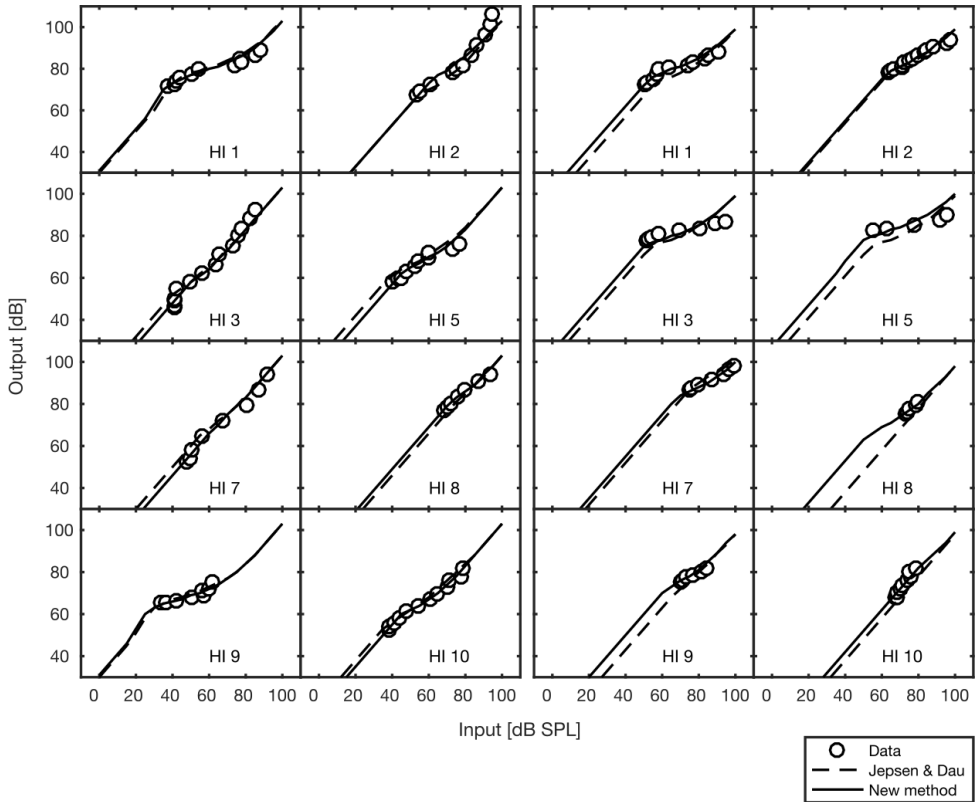 100
80
60
40
HI 1
HI 2
HI 1
HI 2
100
80
60
40
HI 3
HI 5
HI 3
HI 5
Output [dB]
100
80
60
40
HI 7
HI 8
HI 7
HI 8
100
80
60
40
HI 9
HI 10
HI 9
HI 10
0 20 40 60 80 100 0 20 40 60 80 100 0 20 40 60 80 100 0 20 40 60 80 100
Input [dB SPL]
Data
Jepsen & Dau
New method